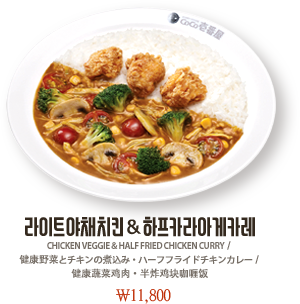 CoCo壱番屋
라이트야채치킨 & 하프카라아게카레
CHICKEN VEGGIE & HALF FRIED CHICKEN CURRY /
健康野菜とチキンの煮込み・ハーフフライドチキンカレー /
健康蔬菜鸡肉・半炸鸡块咖喱饭
₩11,800